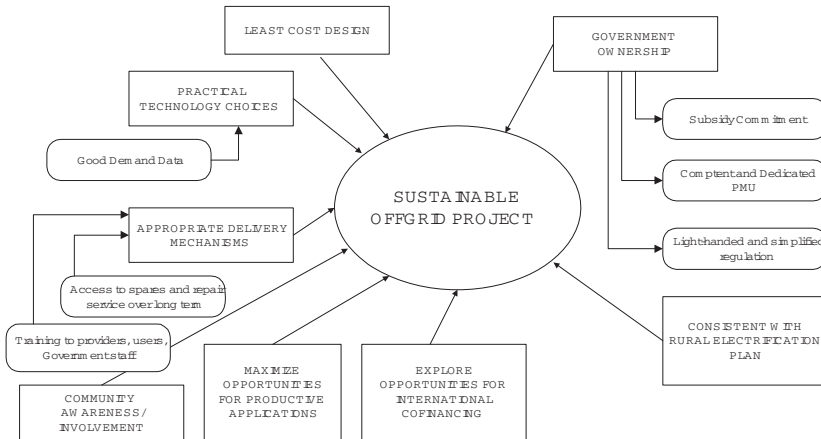 LEAST COST DESIGN
GOVERNMENT
OWNERSHIP
PRACTICAL
TECHNOLOGY CHOICES
Good Demand Data
Subsidy Commitment
Comptent and Dedicated
PMU
Light-handed and simplified
regulation
SUSTAINABLE
OFFGRID PROJECT
APPROPRIATE DELIVERY
MECHANISMS
Access to spares and repair
service over long term
Training to providers, users,
Government staff
COMMUNITY
AWARENESS/
INVOLVEMENT
MAXIMIZE
OPPORTUNITIES
FOR PRODUCTIVE
APPLICATIONS
EXPLORE
OPPORTUNITIES FOR
INTERNATIONAL
COFINANCING
CONSISTENT WITH
RURAL ELECTRIFICATION
PLAN